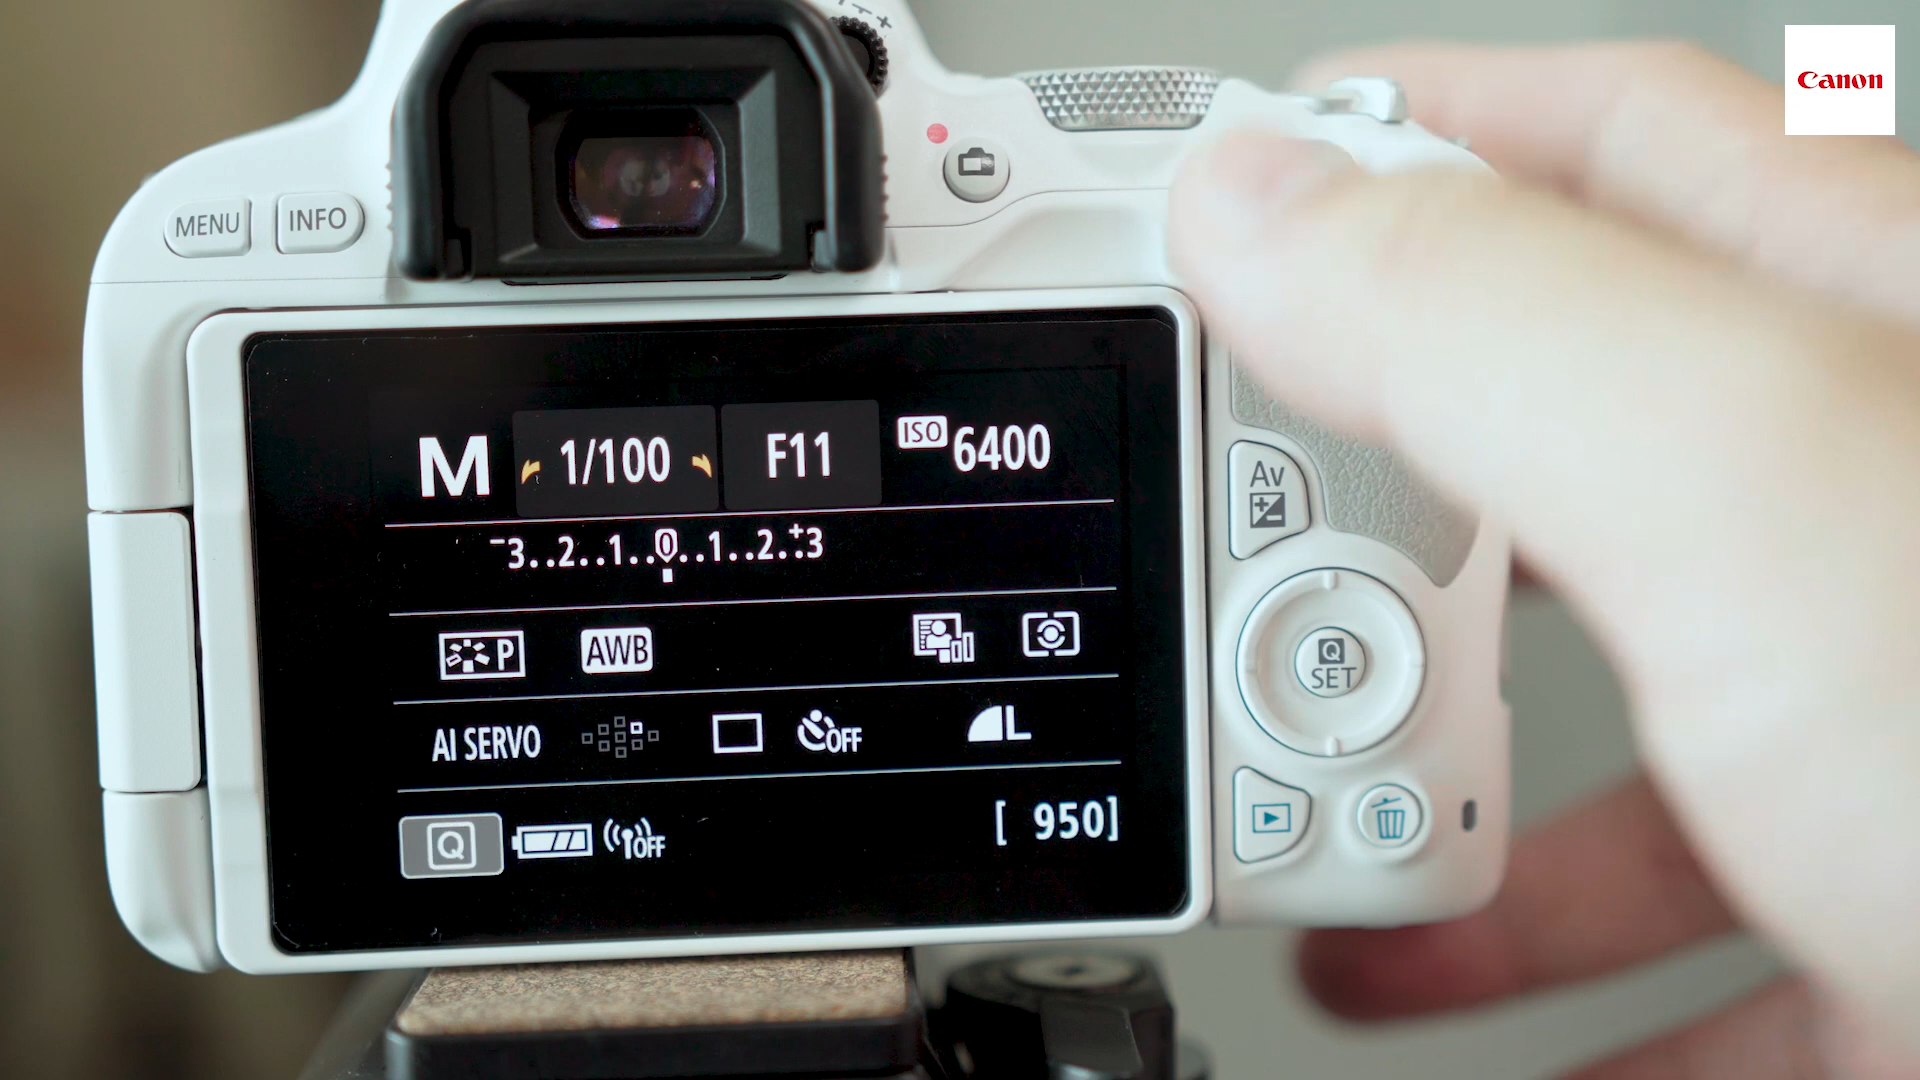 Canon
MENU INFO
M 1/100 F11 ISO 6400
-3..2..1..0..1..2..+3
P AWB
AI SERVO OFF L
Q OFF [ 950]
Av
Q
SET